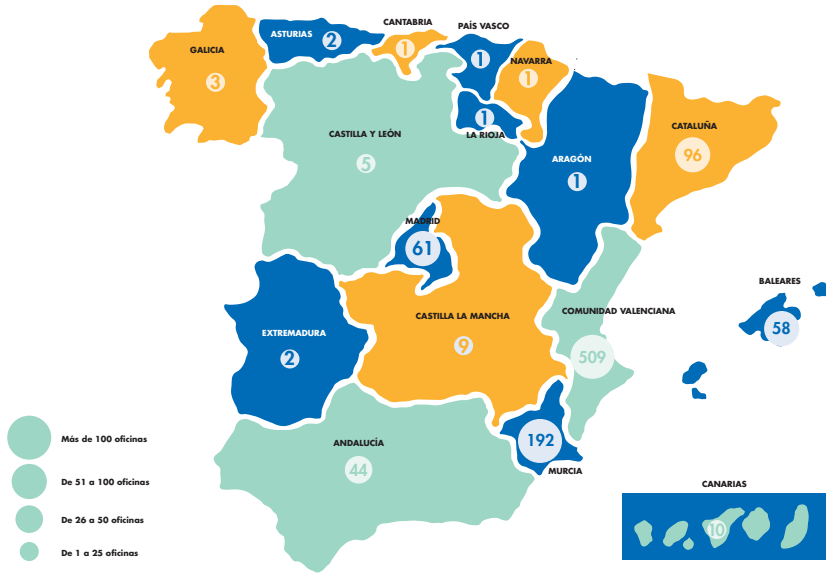 CANTABRIA
1
PAÍS VASCO
1
ASTURIAS
2
GALICIA
3
NAVARRA
1
1
LA RIOJA
CASTILLA Y LEÓN
5
ARAGÓN
1
CATALUÑA
96
MADRID
61
BALEARES
58
COMUNIDAD VALENCIANA
509
CASTILLA LA MANCHA
9
EXTREMADURA
2
ANDALUCÍA
44
192
MURCIA
CANARIAS
10
Más de 100 oficinas
De 51 a 100 oficinas
De 26 a 50 oficinas
De 1 a 25 oficinas